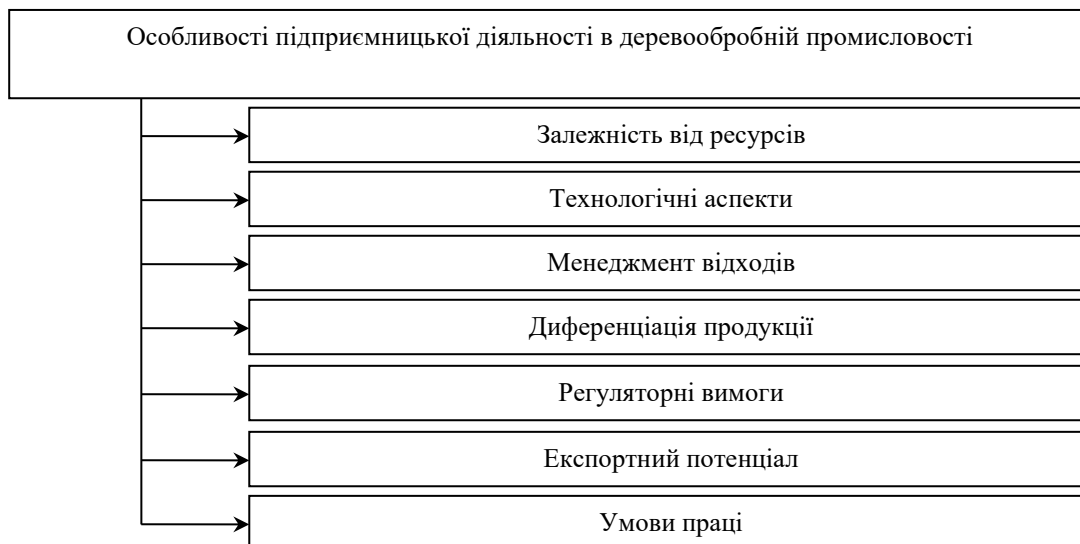 Особливості підприємницької діяльності в деревообробній промисловості
Залежність від ресурсів
Технологічні аспекти
Менеджмент відходів
Диференціація продукції
Регуляторні вимоги
Експортний потенціал
Умови праці